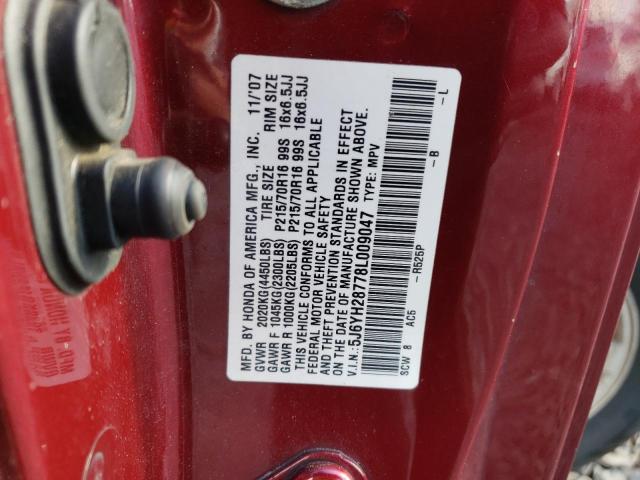 MFD. BY HONDA OF AMERICA MFG., INC. 11/'07
GVWR 2020KG(4450LBS) TIRE SIZE RIM SIZE
GAWR F 1045KG(2300LBS) P215/70R16 99S 16x6.5JJ
GAWR R 1000KG(2205LBS) P215/70R16 99S 16x6.5JJ
THIS VEHICLE CONFORMS TO ALL APPLICABLE
FEDERAL MOTOR VEHICLE SAFETY
AND THEFT PREVENTION STANDARDS IN EFFECT
ON THE DATE OF MANUFACTURE SHOWN ABOVE.
V.I.N.: 5J6YH28778L009047 TYPE: MPV
SCW 8 AC5 – R525P – B – L